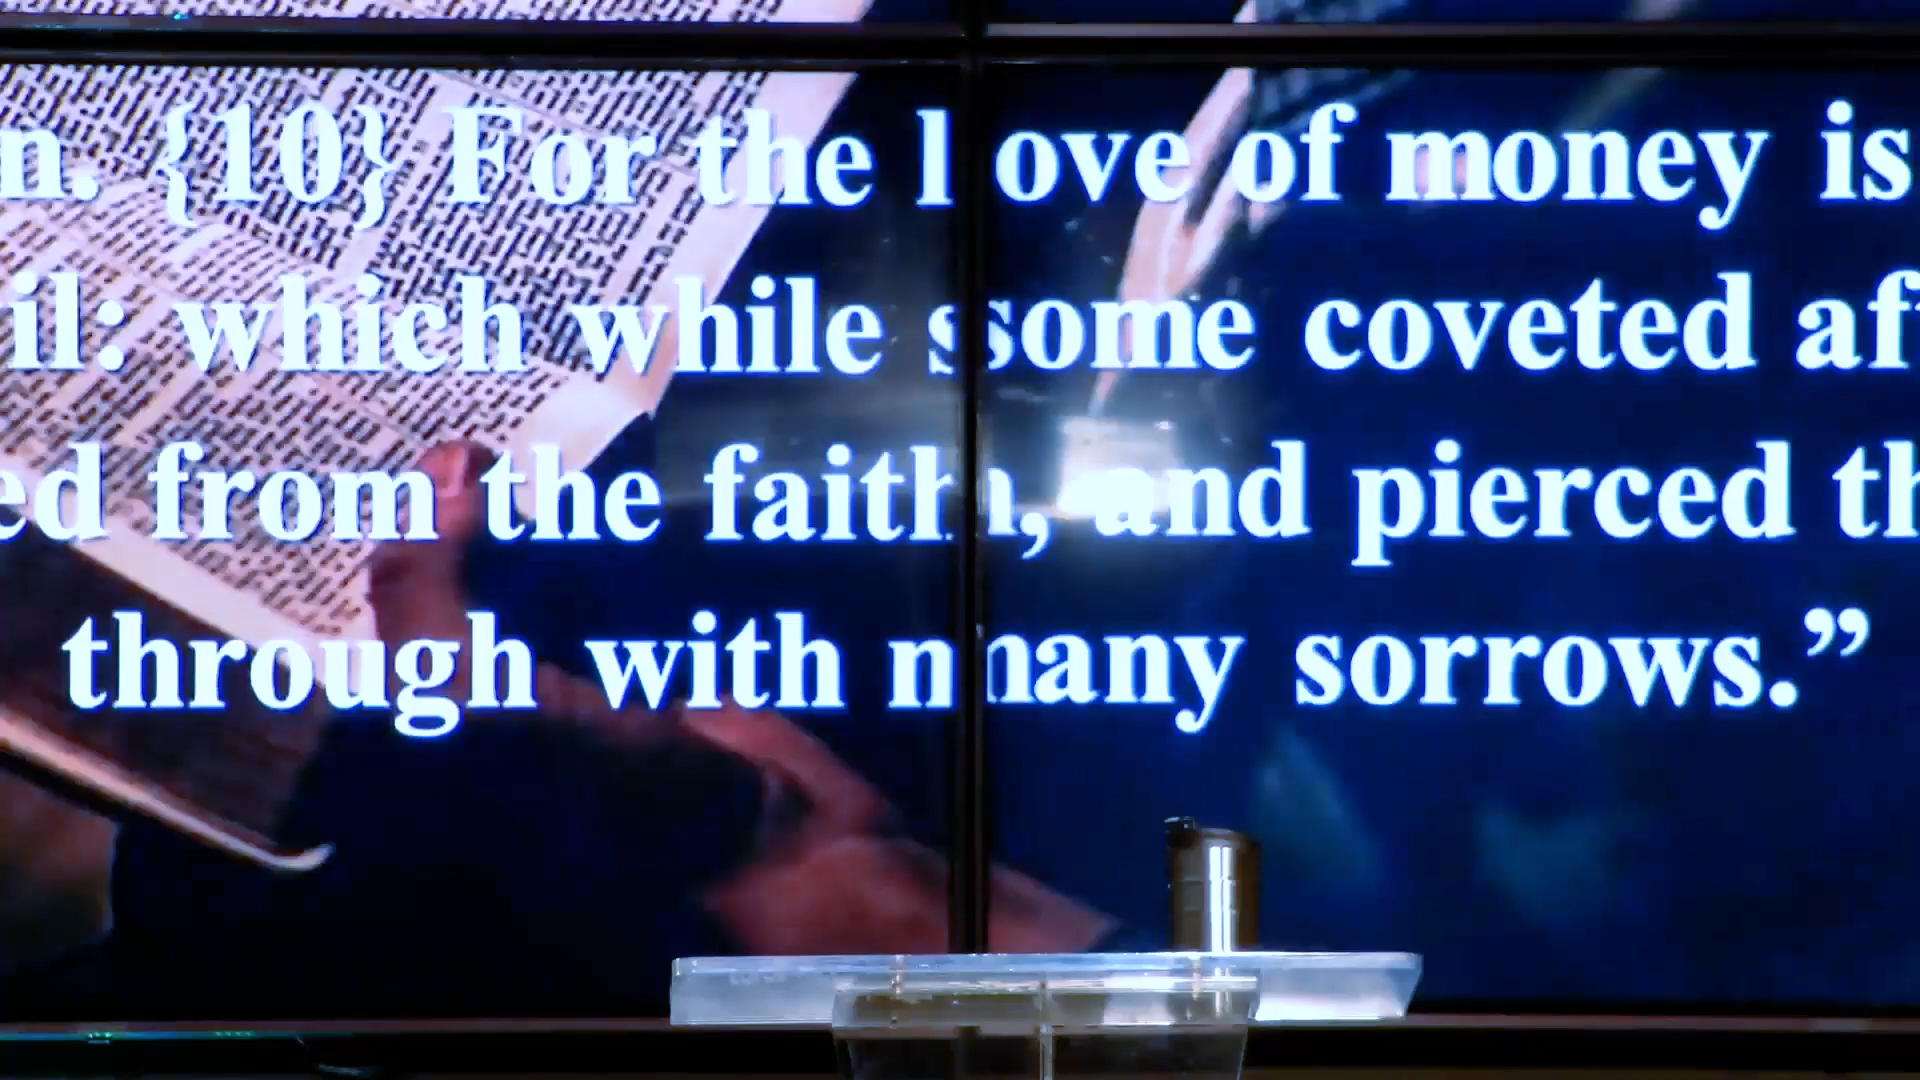 n. {10} For the love of money is
il: which while some coveted af
ed from the faith, and pierced th
through with many sorrows.”